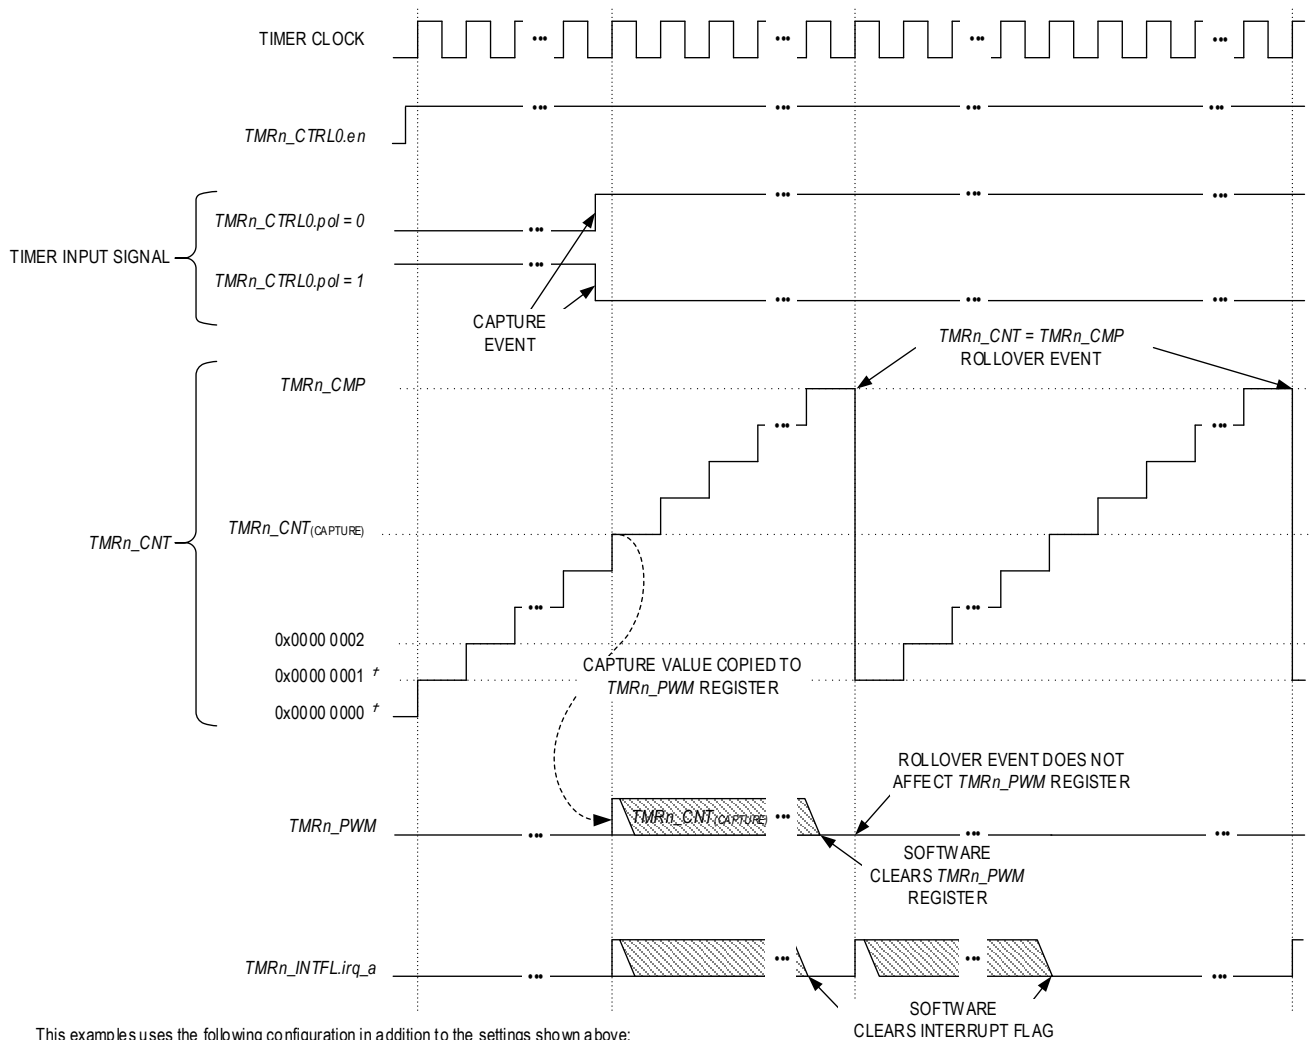 TIMER CLOCK
TMRn_CTRL0.en
TIMER INPUT SIGNAL
TMRn_CTRL0.pol = 0
TMRn_CTRL0.pol = 1
CAPTURE
EVENT
TMRn_CNT = TMRn_CMP
ROLLOVER EVENT
TMRn_CMP
TMRn_CNT
TMRn_CNT(CAPTURE)
0x0000 0002
0x0000 0001 †
0x0000 0000 †
CAPTURE VALUE COPIED TO
TMRn_PWM REGISTER
ROLLOVER EVENT DOES NOT
AFFECT TMRn_PWM REGISTER
TMRn_PWM
TMRn_CNT(CAPTURE)
SOFTWARE
CLEARS TMRn_PWM
REGISTER
TMRn_INTFL.irq_a
SOFTWARE
CLEARS INTERRUPT FLAG
This examples uses the following configuration in addition to the settings shown above: